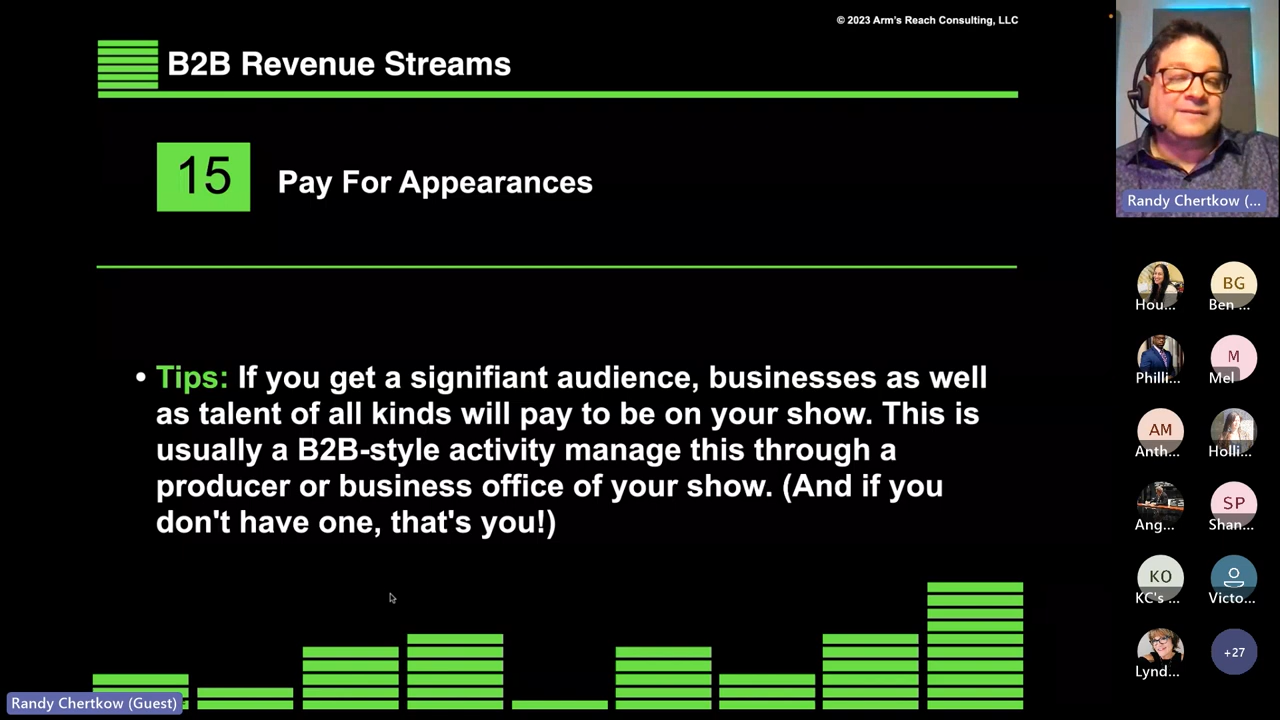 © 2023 Arm's Reach Consulting, LLC
B2B Revenue Streams
15
Pay For Appearances
• Tips: If you get a signifiant audience, businesses as well
as talent of all kinds will pay to be on your show. This is
usually a B2B-style activity manage this through a
producer or business office of your show. (And if you
don't have one, that's you!)
Randy Chertkow (Guest)
Randy Chertkow (...
Hou...
BG
Ben ...
Philli...
M
Mel
AM
Anth...
Holli...
Ang...
SP
Shan...
KO
KC's ...
Victo...
Lynd...
+27